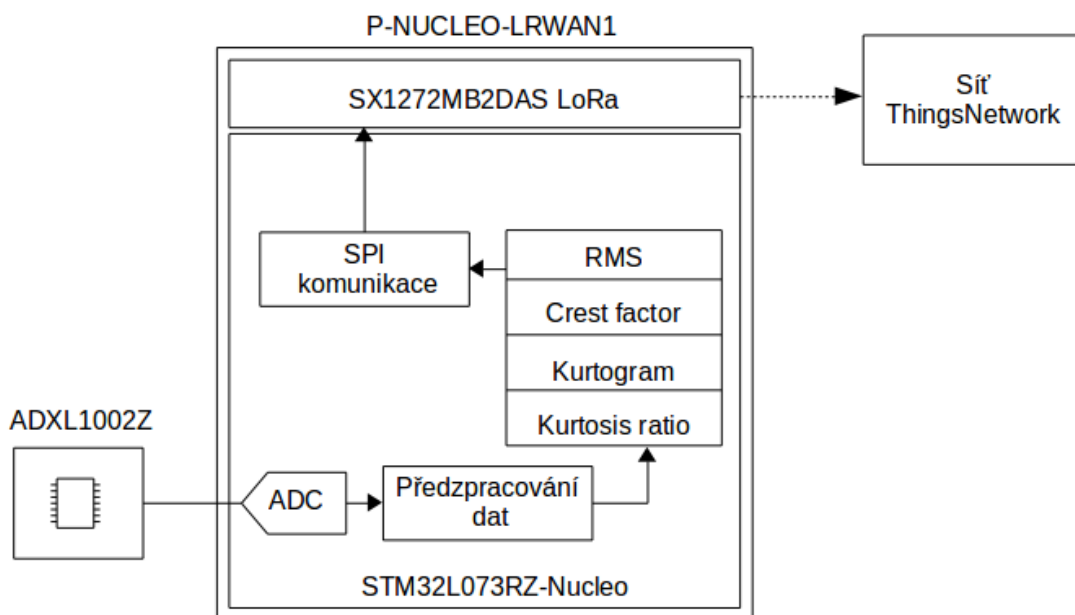 P-NUCLEO-LRWAN1
SX1272MB2DAS LoRa
Síť
ThingsNetwork
SPI
komunikace
RMS
Crest factor
Kurtogram
Kurtosis ratio
ADXL1002Z
ADC
Předzpracování
dat
STM32L073RZ-Nucleo